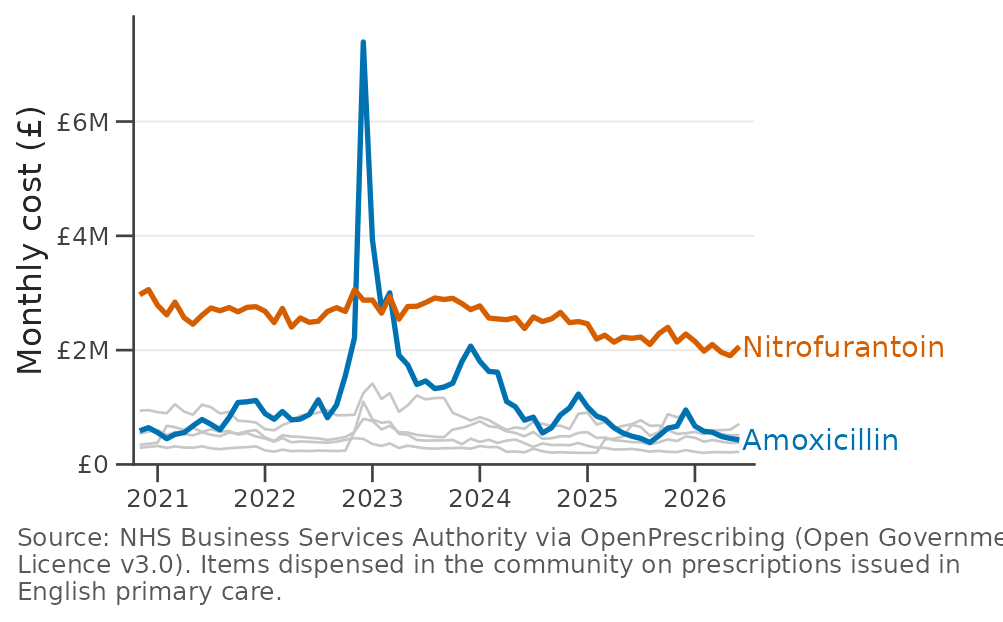 Monthly cost (£)
£6M
£4M
£2M
£0
Nitrofurantoin
Amoxicillin
2021 2022 2023 2024 2025 2026
Source: NHS Business Services Authority via OpenPrescribing (Open Governme
Licence v3.0). Items dispensed in the community on prescriptions issued in
English primary care.